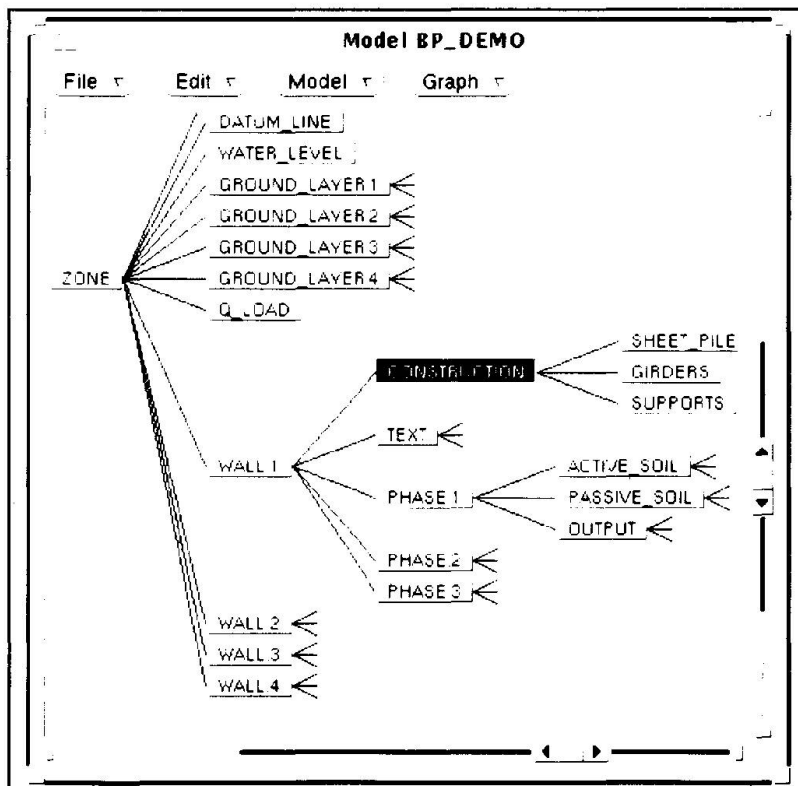 Model BP_DEMO
File Edit Model Graph
DATUM_LINE
WATER_LEVEL
GROUND_LAYER 1
GROUND_LAYER 2
GROUND_LAYER 3
ZONE GROUND_LAYER 4
Q_LOAD
SHEET_PILE
CONSTRUCTION GIRDERS
SUPPORTS
TEXT
WALL 1 ACTIVE_SOIL
PHASE 1 PASSIVE_SOIL
OUTPUT
PHASE 2
PHASE 3
WALL 2
WALL 3
WALL 4